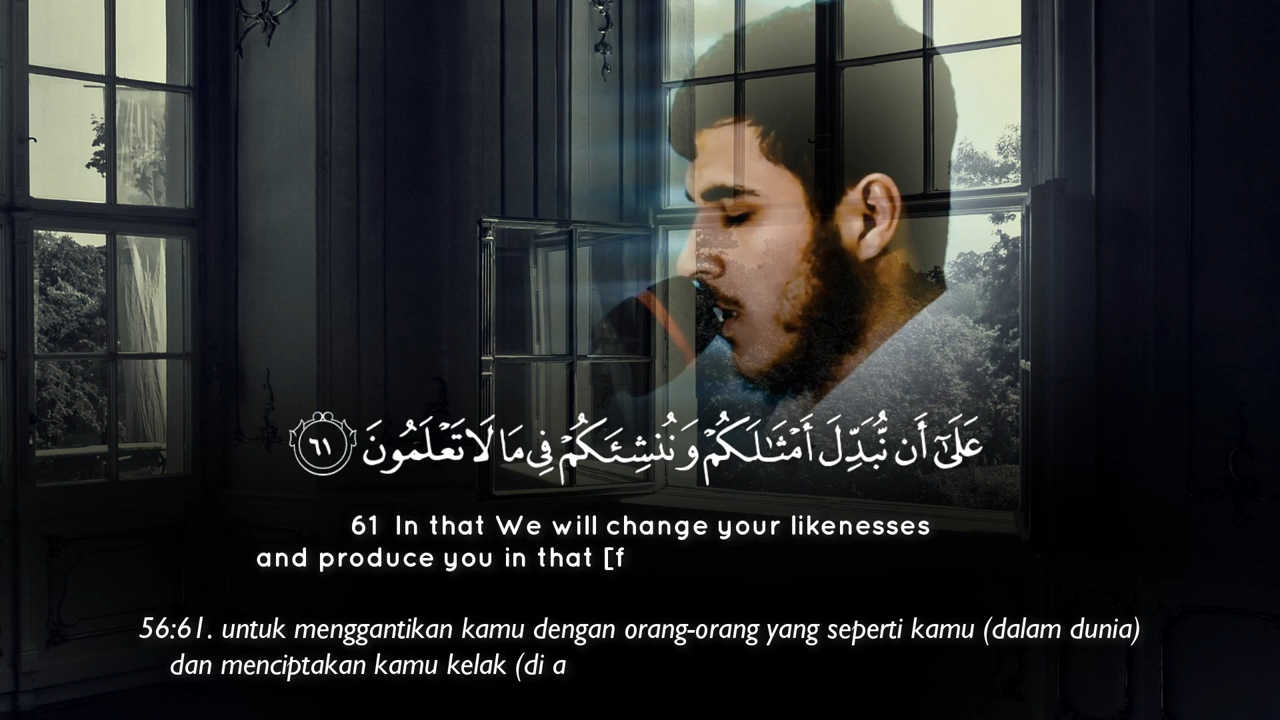 عَلَىٰٓ أَن نُّبَدِّلَ أَمْثَـٰلَكُمْ وَنُنشِئَكُمْ فِى مَا لَا تَعْلَمُونَ ٦١
61 In that We will change your likenesses
and produce you in that [f
56:61. untuk menggantikan kamu dengan orang-orang yang seperti kamu (dalam dunia)
dan menciptakan kamu kelak (di a